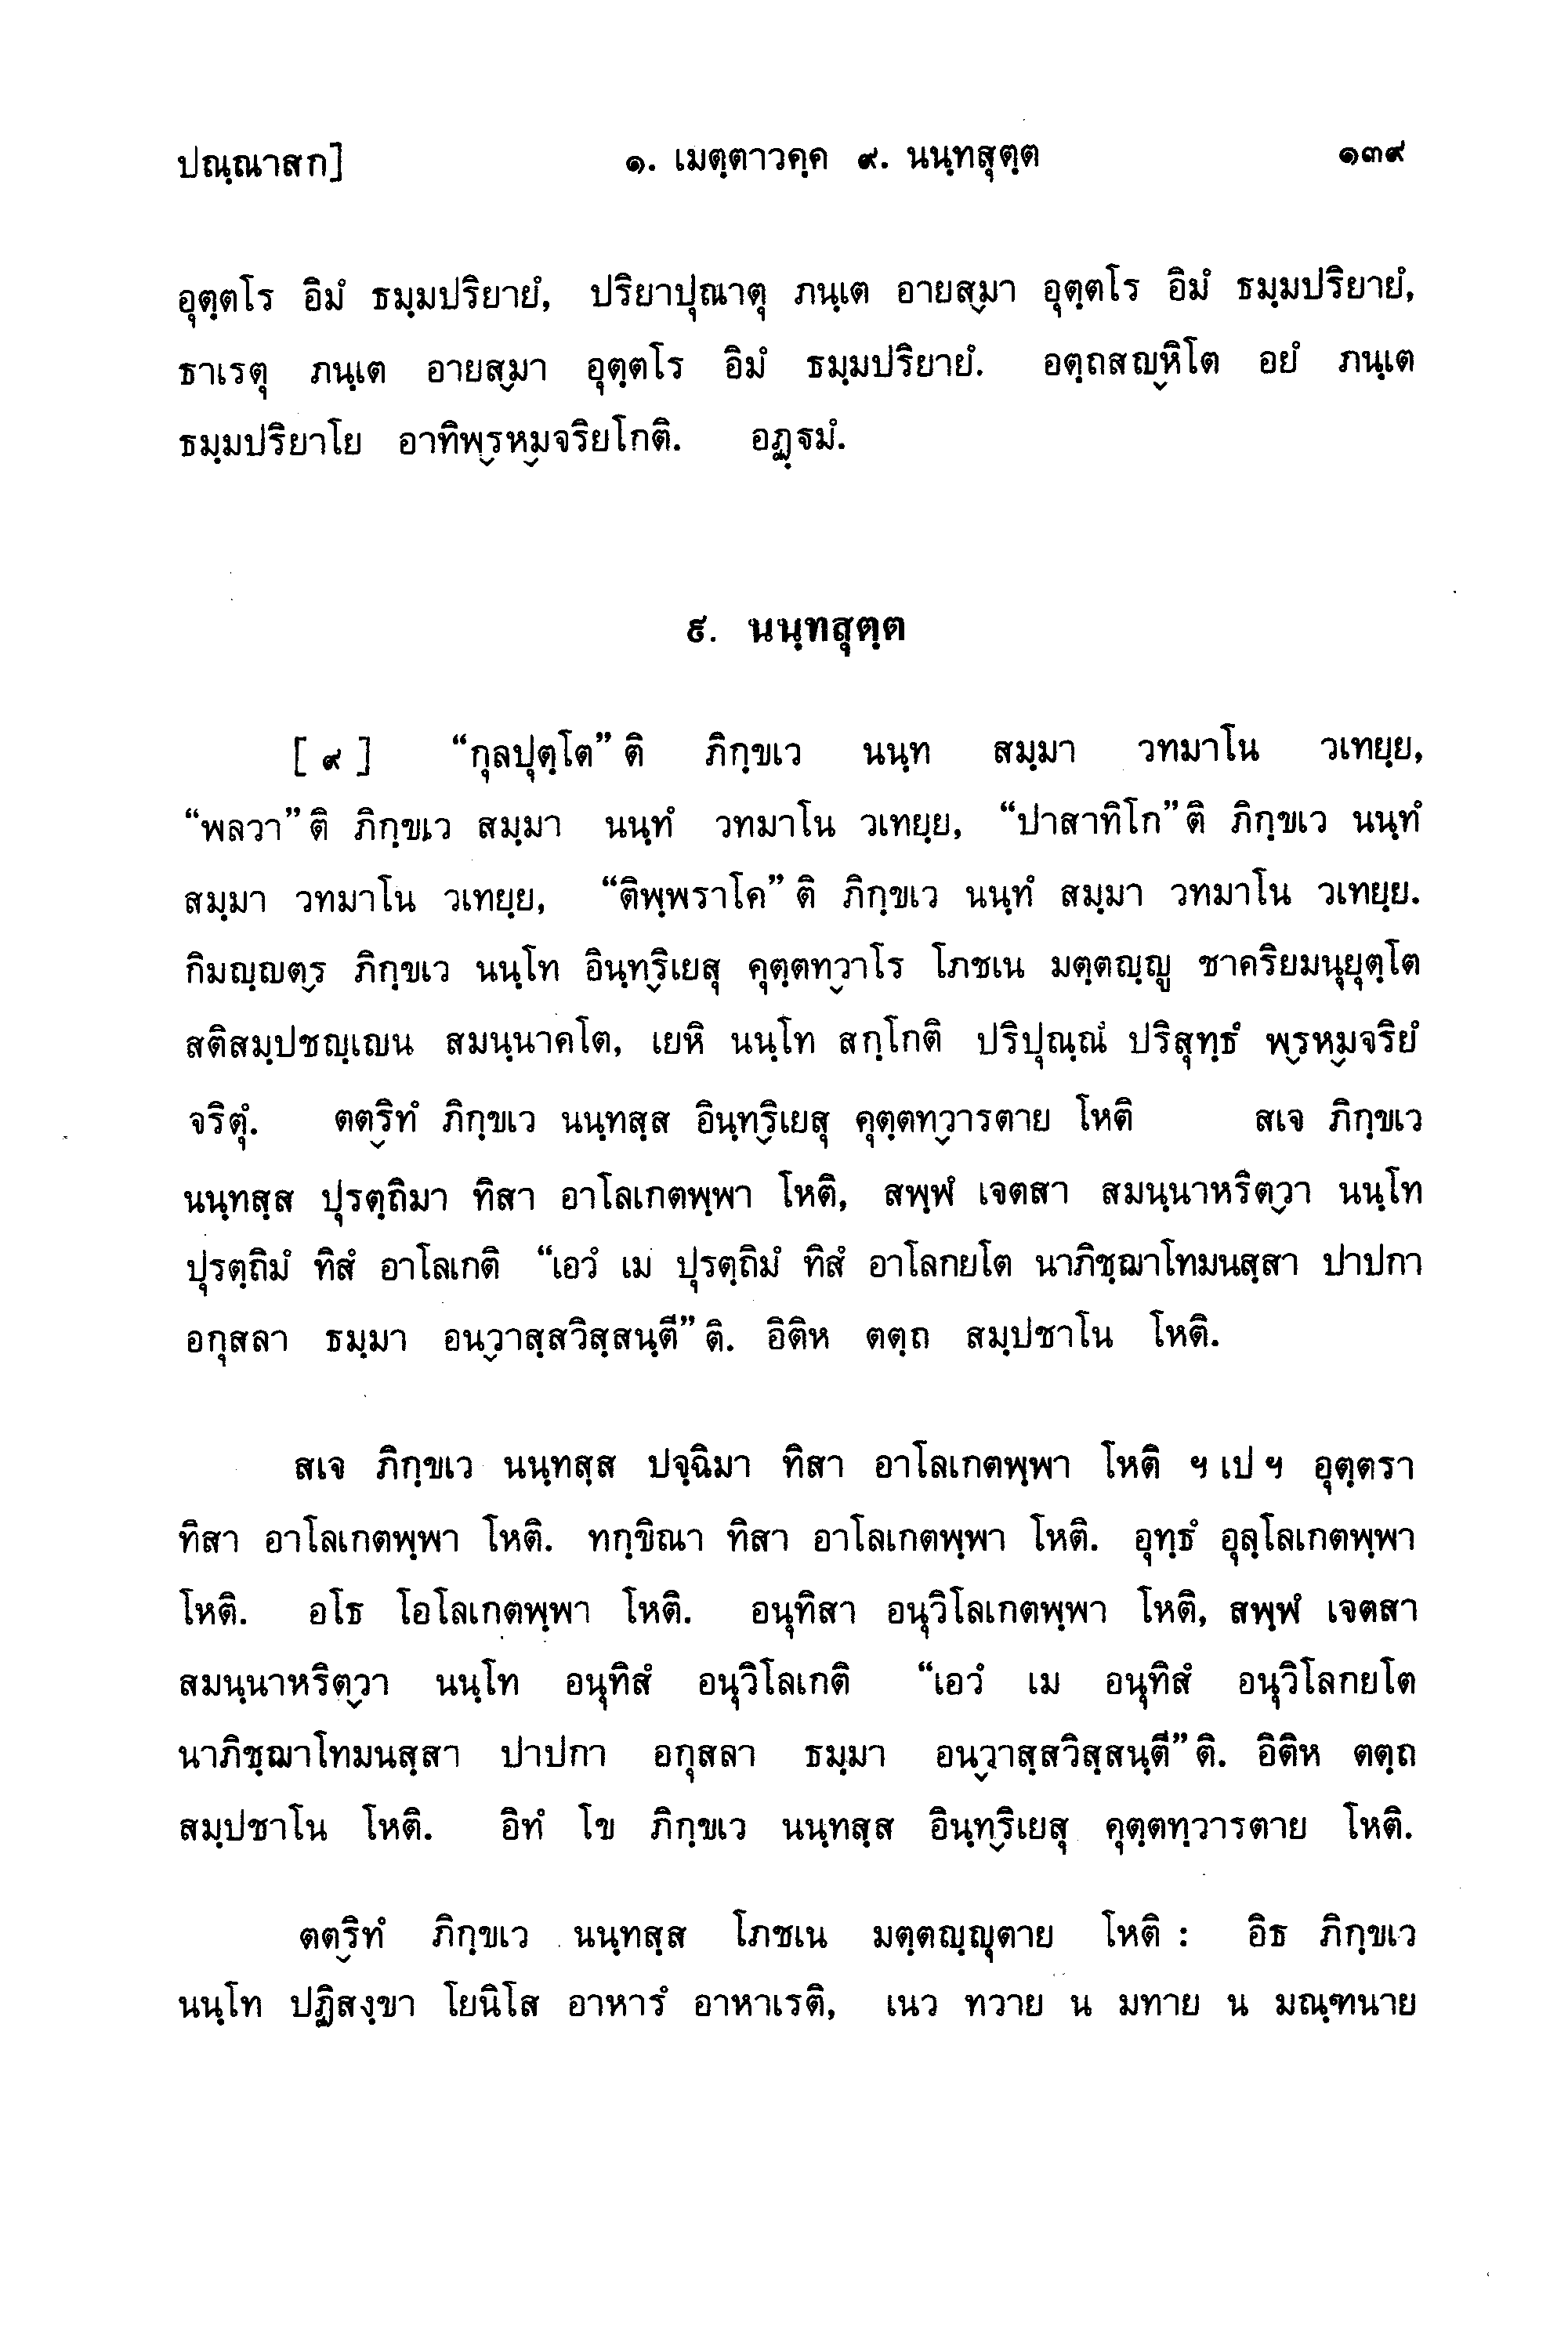 ปณฺณาสก]
๑. เมตฺตาวคฺค ๙. นนฺทสุตฺต
๑๓๙
อุตฺตโร อิมํ ธมฺมปริยายํ, ปริยาปุณาตุ ภนฺเต อายสฺมา อุตฺตโร อิมํ ธมฺมปริยายํ,
ธาเรตุ ภนฺเต อายสฺมา อุตฺตโร อิมํ ธมฺมปริยายํ. อตฺถสญฺหิโต อยํ ภนฺเต
ธมฺมปริยาโย อาทิพฺรหฺมจริยโกติ. อฏฺฐมํ.
๙. นนฺทสุตฺต
[ ๙ ] “กุลปุตฺโต” ติ ภิกฺขเว นนฺท สมฺมา วทมาโน วเทยฺย,
“พลวา” ติ ภิกฺขเว สมฺมา นนฺทํ วทมาโน วเทยฺย, “ปาสาทิโก” ติ ภิกฺขเว นนฺทํ
สมฺมา วทมาโน วเทยฺย, “ติพฺพราโค” ติ ภิกฺขเว นนฺทํ สมฺมา วทมาโน วเทยฺย.
กิมญฺญตฺร ภิกฺขเว นนฺโท อินฺทฺริเยสุ คุตฺตทฺวาโร โภชเน มตฺตญฺญู ชาคริยมนุยุตฺโต
สติสมฺปชญฺเญน สมนฺนาคโต, เยหิ นนฺโท สกฺโกติ ปริปุณฺณํ ปริสุทฺธํ พฺรหฺมจริยํ
จริตุํ. ตตฺริทํ ภิกฺขเว นนฺทสฺส อินฺทฺริเยสุ คุตฺตทฺวารตาย โหติ สเจ ภิกฺขเว
นนฺทสฺส ปุรตฺถิมา ทิสา อาโลเกตพฺพา โหติ, สพฺพํ เจตสา สมนฺนาหริตฺวา นนฺโท
ปุรตฺถิมํ ทิสํ อาโลเกติ “เอวํ เม ปุรตฺถิมํ ทิสํ อาโลกยโต นาภิชฺฌาโทมนสฺสา ปาปกา
อกุสลา ธมฺมา อนฺวาสฺสวิสฺสนฺตี” ติ. อิติห ตตฺถ สมฺปชาโน โหติ.
สเจ ภิกฺขเว นนฺทสฺส ปจฺฉิมา ทิสา อาโลเกตพฺพา โหติ ฯ เป ฯ อุตฺตรา
ทิสา อาโลเกตพฺพา โหติ. ทกฺขิณา ทิสา อาโลเกตพฺพา โหติ. อุทฺธํ อุลฺโลเกตพฺพา
โหติ. อโธ โอโลเกตพฺพา โหติ. อนุทิสา อนุวิโลเกตพฺพา โหติ, สพฺพํ เจตสา
สมนฺนาหริตฺวา นนฺโท อนุทิสํ อนุวิโลเกติ “เอวํ เม อนุทิสํ อนุวิโลกยโต
นาภิชฺฌาโทมนสฺสา ปาปกา อกุสลา ธมฺมา อนฺวาสฺสวิสฺสนฺตี” ติ. อิติห ตตฺถ
สมฺปชาโน โหติ. อิทํ โข ภิกฺขเว นนฺทสฺส อินฺทฺริเยสุ คุตฺตทฺวารตาย โหติ.
ตตฺริทํ ภิกฺขเว นนฺทสฺส โภชเน มตฺตญฺญุตาย โหติ : อิธ ภิกฺขเว
นนฺโท ปฏิสงฺขา โยนิโส อาหารํ อาหาเรติ, เนว ทวาย น มทาย น มณฺฑนาย